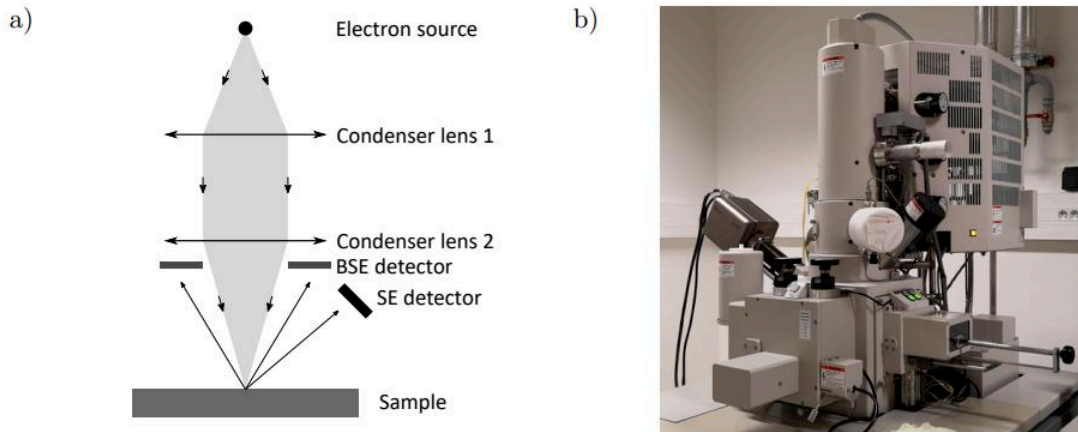 a)
Electron source
Condenser lens 1
Condenser lens 2
BSE detector
SE detector
Sample
b)